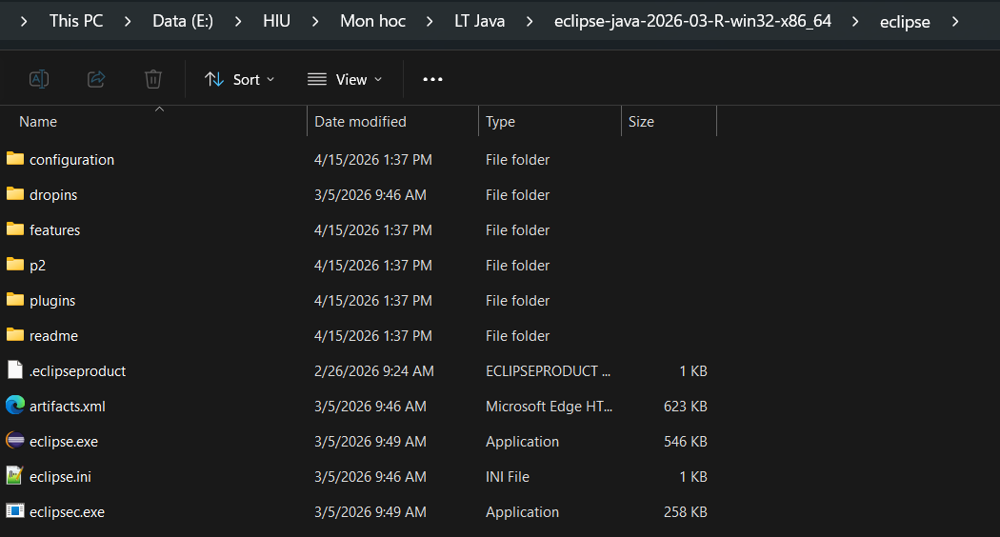 This PC > Data (E:) > HIU > Mon hoc > LT Java > eclipse-java-2026-03-R-win32-x86_64 > eclipse >
Sort View ...
Name Date modified Type Size
configuration 4/15/2026 1:37 PM File folder
dropins 3/5/2026 9:46 AM File folder
features 4/15/2026 1:37 PM File folder
p2 4/15/2026 1:37 PM File folder
plugins 4/15/2026 1:37 PM File folder
readme 4/15/2026 1:37 PM File folder
.eclipseproduct 2/26/2026 9:24 AM ECLIPSEPRODUCT ... 1 KB
artifacts.xml 3/5/2026 9:46 AM Microsoft Edge HT... 623 KB
eclipse.exe 3/5/2026 9:49 AM Application 546 KB
eclipse.ini 3/5/2026 9:46 AM INI File 1 KB
eclipsec.exe 3/5/2026 9:49 AM Application 258 KB